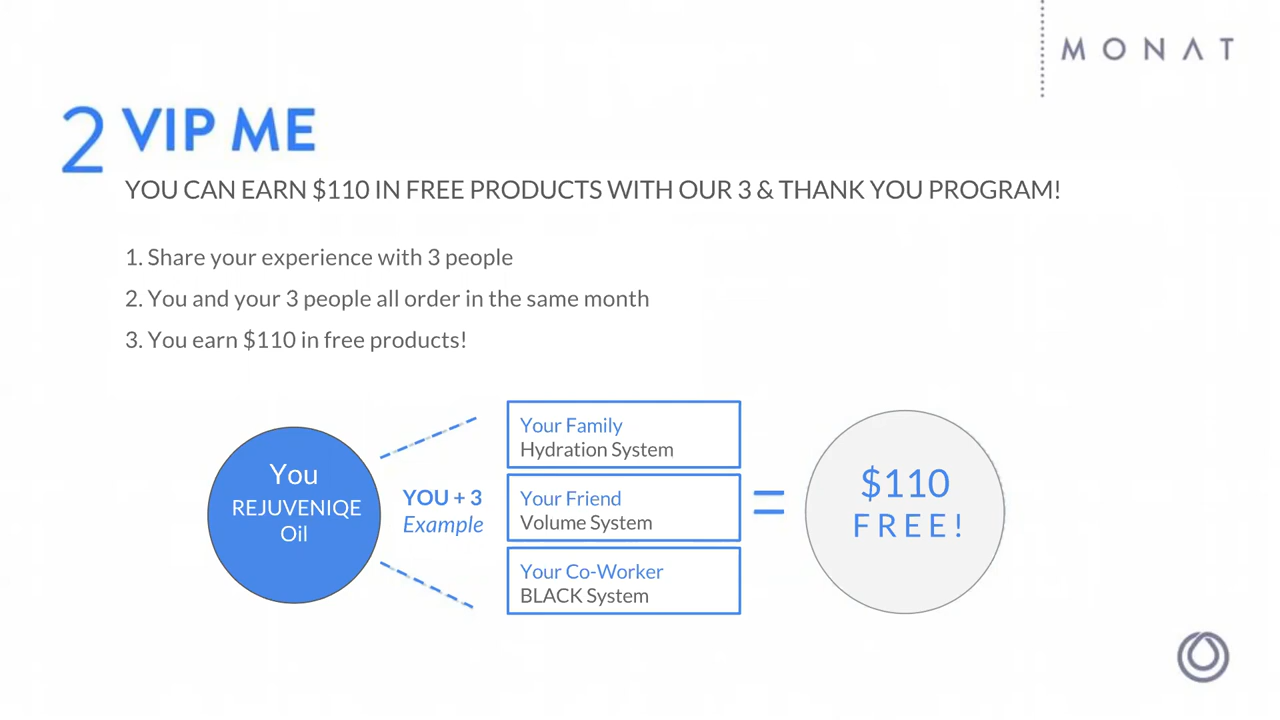 MONAT
2 VIP ME
YOU CAN EARN $110 IN FREE PRODUCTS WITH OUR 3 & THANK YOU PROGRAM!
1. Share your experience with 3 people
2. You and your 3 people all order in the same month
3. You earn $110 in free products!
You
REJUVENIQE
Oil
YOU + 3
Example
Your Family
Hydration System
Your Friend
Volume System
Your Co-Worker
BLACK System
=
$110
FREE!